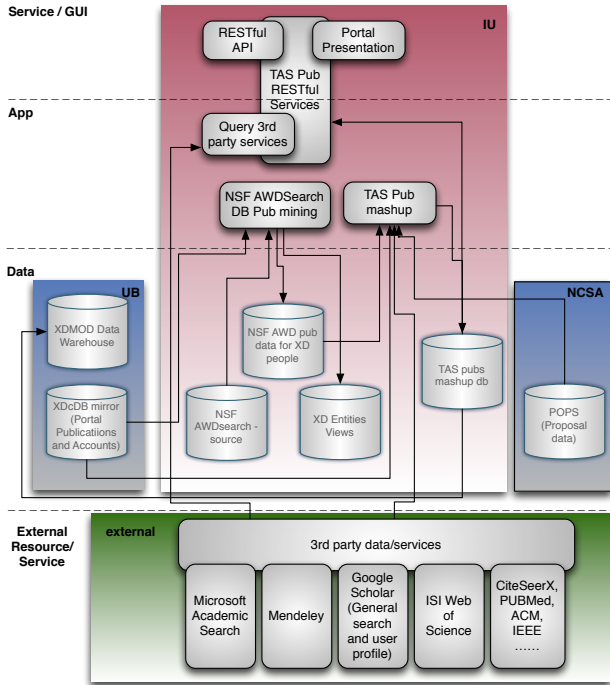 Service / GUI
IU
RESTful
API
Portal
Presentation
TAS Pub
RESTful
Services
App
Query 3rd
party services
NSF AWDSearch
DB Pub mining
TAS Pub
mashup
Data
UB
NCSA
XDMOD Data
Warehouse
NSF AWD pub
data for XD
people
TAS pubs
mashup db
XDcDB mirror
(Portal
Publicatiions
and Accounts)
NSF
AWDsearch -
source
XD Entities
Views
POPS
(Proposal
data)
External
Resource/
Service
external
3rd party data/services
Microsoft
Academic
Search
Mendeley
Google
Scholar
(General
search
and user
profile)
ISI Web
of
Science
CiteSeerX,
PUBMed,
ACM,
IEEE
......